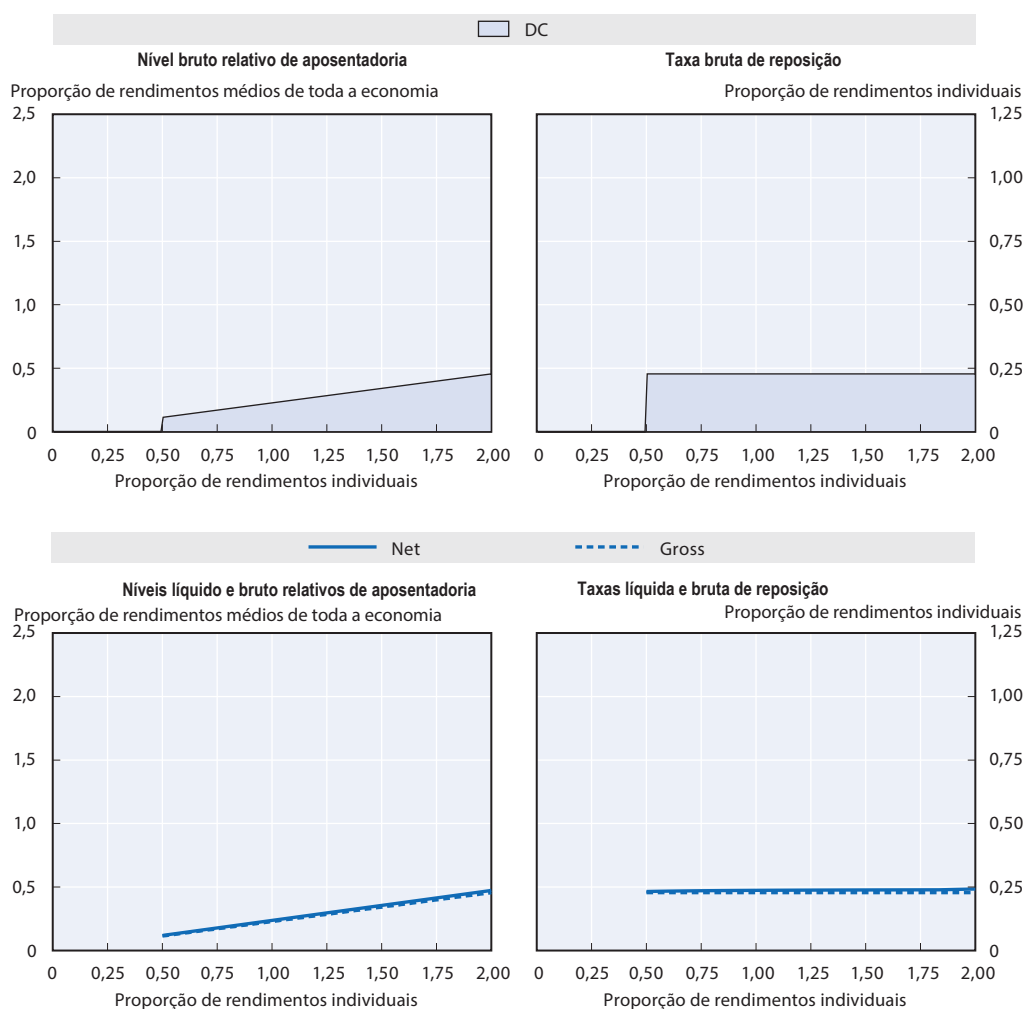 DC
Nível bruto relativo de aposentadoria
Taxa bruta de reposição
Proporção de rendimentos médios de toda a economia
Proporção de rendimentos individuais
2,5
2,0
1,5
1,0
0,5
0
1,25
1,00
0,75
0,50
0,25
0
0 0,25 0,50 0,75 1,00 1,25 1,50 1,75 2,00
0 0,25 0,50 0,75 1,00 1,25 1,50 1,75 2,00
Proporção de rendimentos individuais
Proporção de rendimentos individuais
Net Gross
Níveis líquido e bruto relativos de aposentadoria
Taxas líquida e bruta de reposição
Proporção de rendimentos médios de toda a economia
Proporção de rendimentos individuais
2,5
2,0
1,5
1,0
0,5
0
1,25
1,00
0,75
0,50
0,25
0
0 0,25 0,50 0,75 1,00 1,25 1,50 1,75 2,00
0 0,25 0,50 0,75 1,00 1,25 1,50 1,75 2,00
Proporção de rendimentos individuais
Proporção de rendimentos individuais